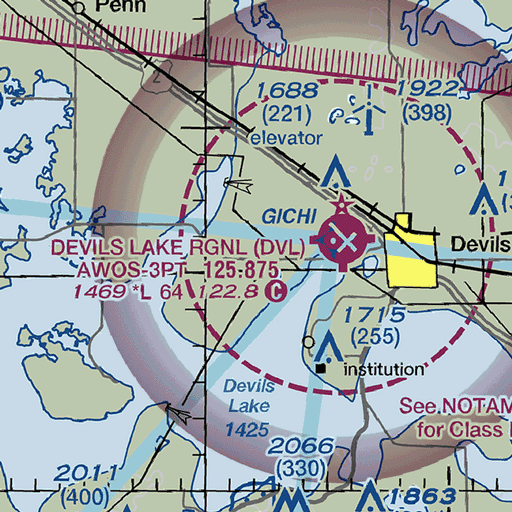 Penn
1688
(221)
elevator
1922
(398)
GICHI
Devils
DEVILS LAKE RGNL (DVL)
AWOS-3PT 125.875
1469 *L 64 122.8 C
1715
(255)
institution
Devils
Lake
1425
See NOTAM
for Class
2066
(330)
2011
(400)
1863